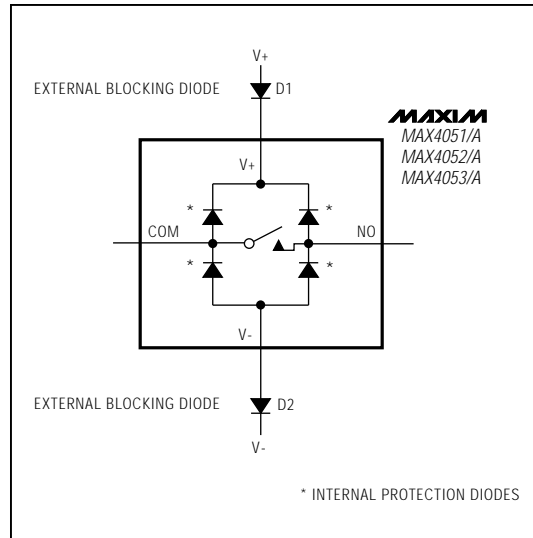 V+
EXTERNAL BLOCKING DIODE D1
MAXIM
MAX4051/A
MAX4052/A
MAX4053/A
V+
* *
COM NO
* *
V-
EXTERNAL BLOCKING DIODE D2
V-
* INTERNAL PROTECTION DIODES